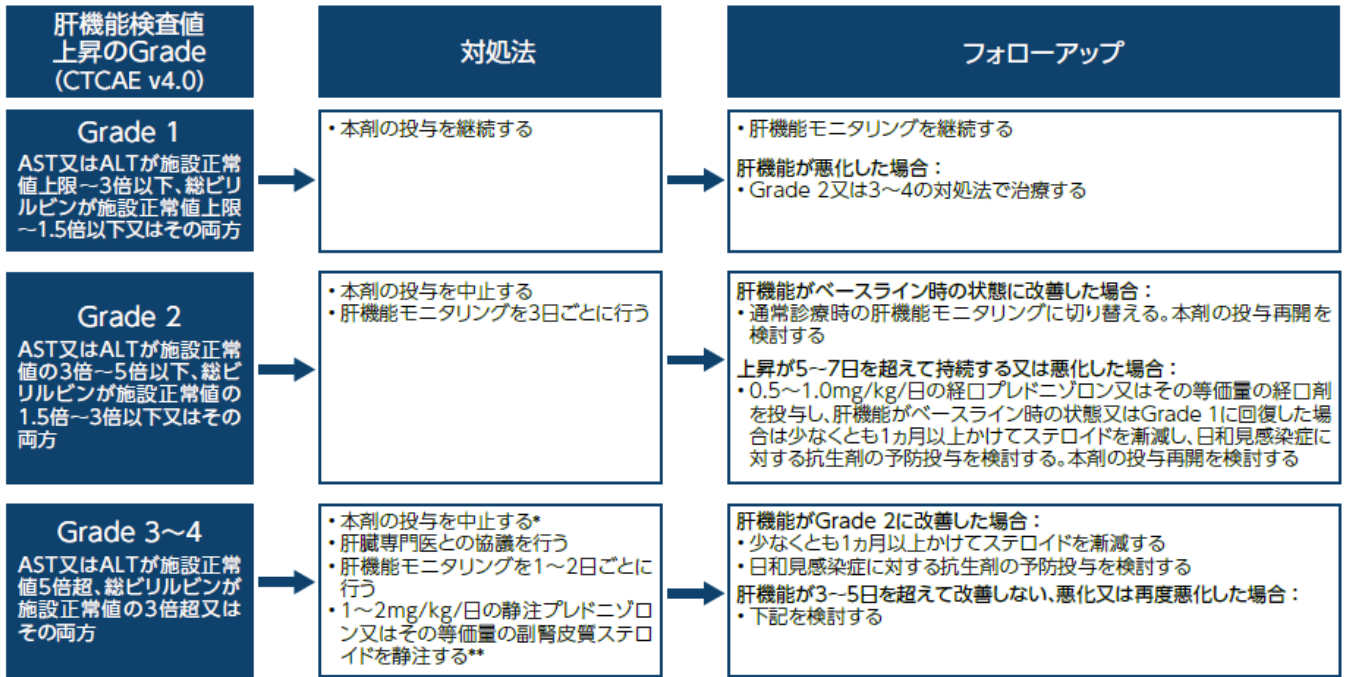 肝機能検査値
上昇のGrade
(CTCAE v4.0)
対処法
フォローアップ
Grade 1
AST又はALTが施設正常
値上限～3倍以下、総ビリ
ルビンが施設正常値上限
～1.5倍以下又はその両方
・本剤の投与を継続する
・肝機能モニタリングを継続する
肝機能が悪化した場合：
・Grade 2又は3～4の対処法で治療する
Grade 2
AST又はALTが施設正常
値の3倍～5倍以下、総ビ
リルビンが施設正常値の
1.5倍～3倍以下又はその
両方
・本剤の投与を中止する
・肝機能モニタリングを3日ごとに行う
肝機能がベースライン時の状態に改善した場合：
・通常診療時の肝機能モニタリングに切り替える。本剤の投与再開を
検討する
上昇が5～7日を超えて持続する又は悪化した場合：
・0.5～1.0mg/kg/日の経口プレドニゾロン又はその等価量の経口剤
を投与し、肝機能がベースライン時の状態又はGrade 1に回復した場
合は少なくとも1ヵ月以上かけてステロイドを漸減し、日和見感染症に
対する抗生剤の予防投与を検討する。本剤の投与再開を検討する
Grade 3～4
AST又はALTが施設正常
値5倍超、総ビリルビンが
施設正常値の3倍超又は
その両方
・本剤の投与を中止する*
・肝臓専門医との協議を行う
・肝機能モニタリングを1～2日ごとに
行う
・1～2mg/kg/日の静注プレドニゾロ
ン又はその等価量の副腎皮質ステロ
イドを静注する**
肝機能がGrade 2に改善した場合：
・少なくとも1ヵ月以上かけてステロイドを漸減する
・日和見感染症に対する抗生剤の予防投与を検討する
肝機能が3～5日を超えて改善しない、悪化又は再度悪化した場合：
・下記を検討する